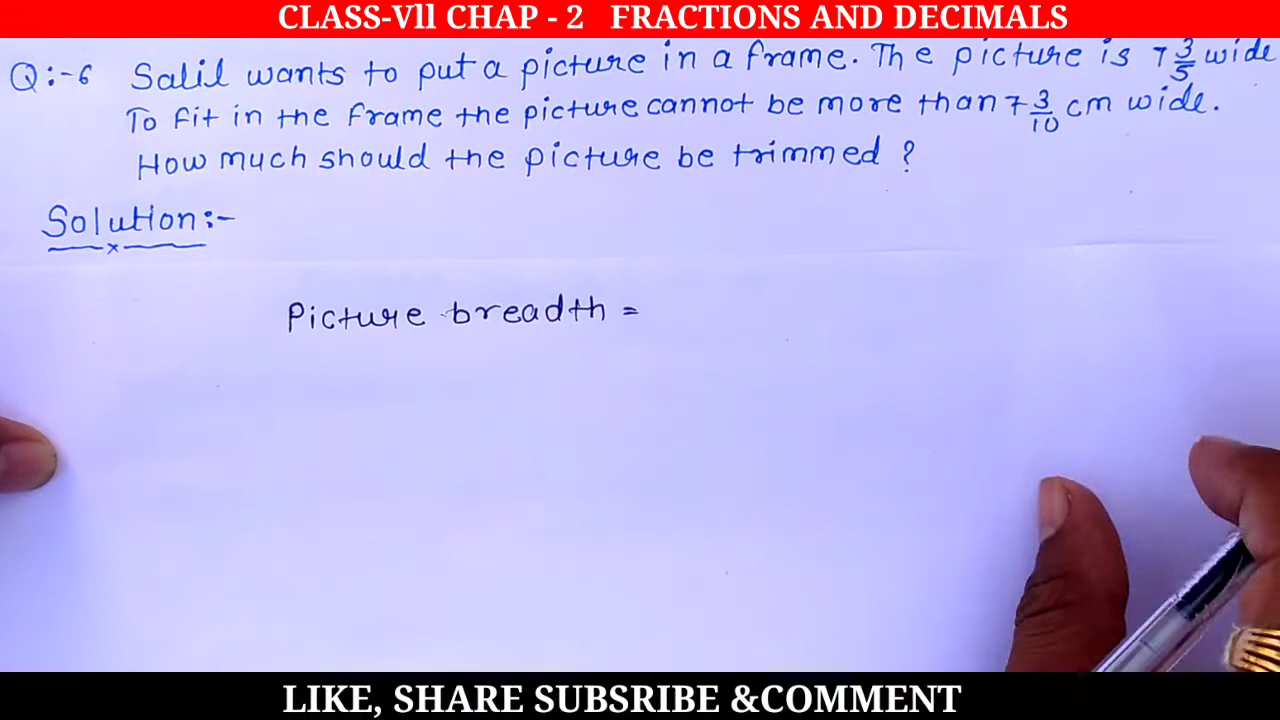 CLASS-Vll CHAP - 2 FRACTIONS AND DECIMALS
Q:-6 Salil wants to put a picture in a frame. The picture is 7 3/5 wide
To fit in the frame the picture cannot be more than 7 3/10 cm wide.
How much should the picture be trimmed ?
Solution:-
Picture breadth =
LIKE, SHARE SUBSRIBE &COMMENT